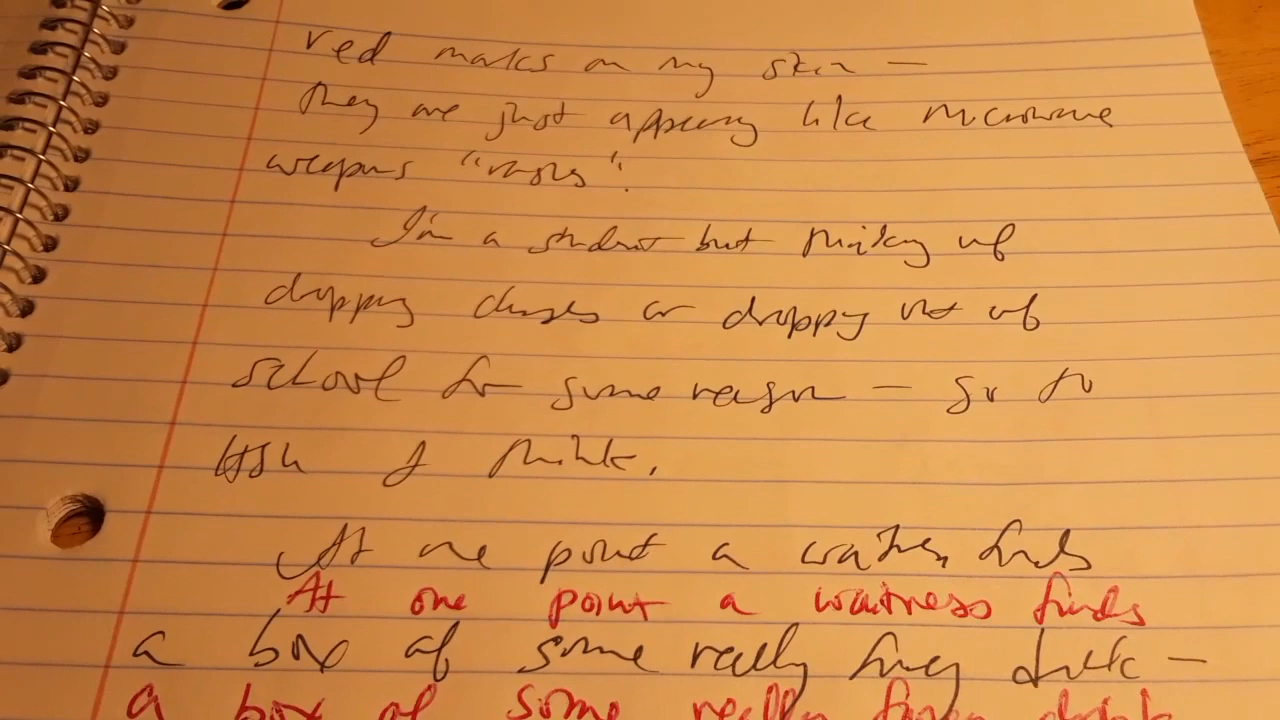 red marks on my skin —
they are just appearing like microwave
weapons "rays".
I'm a student but thinking of
dropping classes or dropping out of
school for some reason — go to
I think.
At one point a waitress finds
At one point a waitress finds
a box of some really fancy —
a box of some really